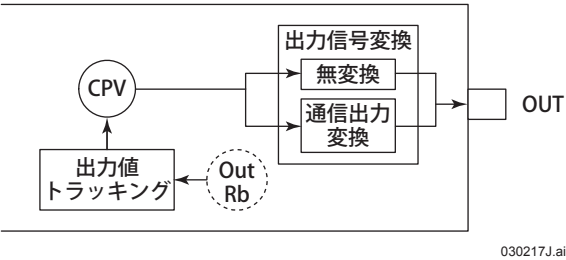 出力信号変換
無変換
CPV
通信出力
変換
OUT
出力値
トラッキング
Out
Rb
030217J.ai